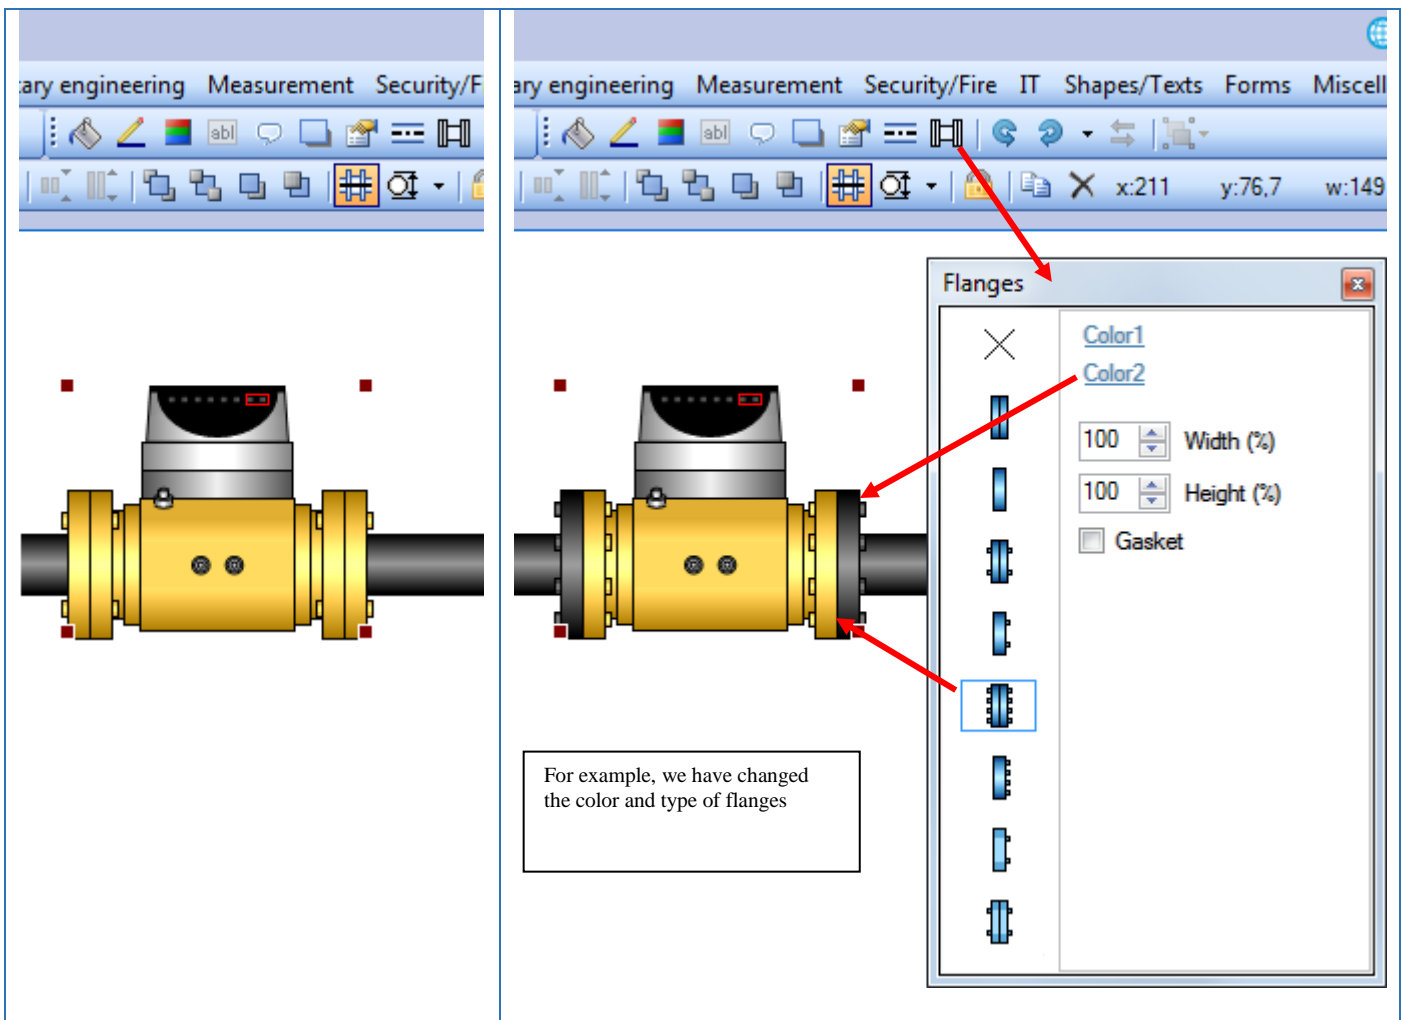 ary engineering Measurement Security/F
abl
ary engineering Measurement Security/Fire IT Shapes/Texts Forms Miscell
abl
x:211 y:76,7 w:149
Flanges
Color1
Color2
100 Width (%)
100 Height (%)
Gasket
For example, we have changed
the color and type of flanges